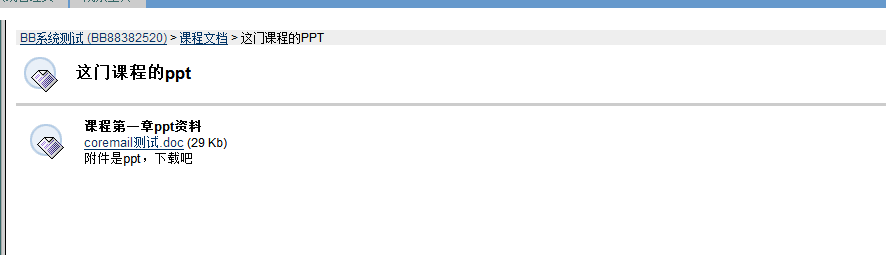 BB系统测试 (BB88382520) > 课程文档 > 这门课程的PPT
这门课程的ppt
课程第一章ppt资料
coremail测试.doc (29 Kb)
附件是ppt，下载吧